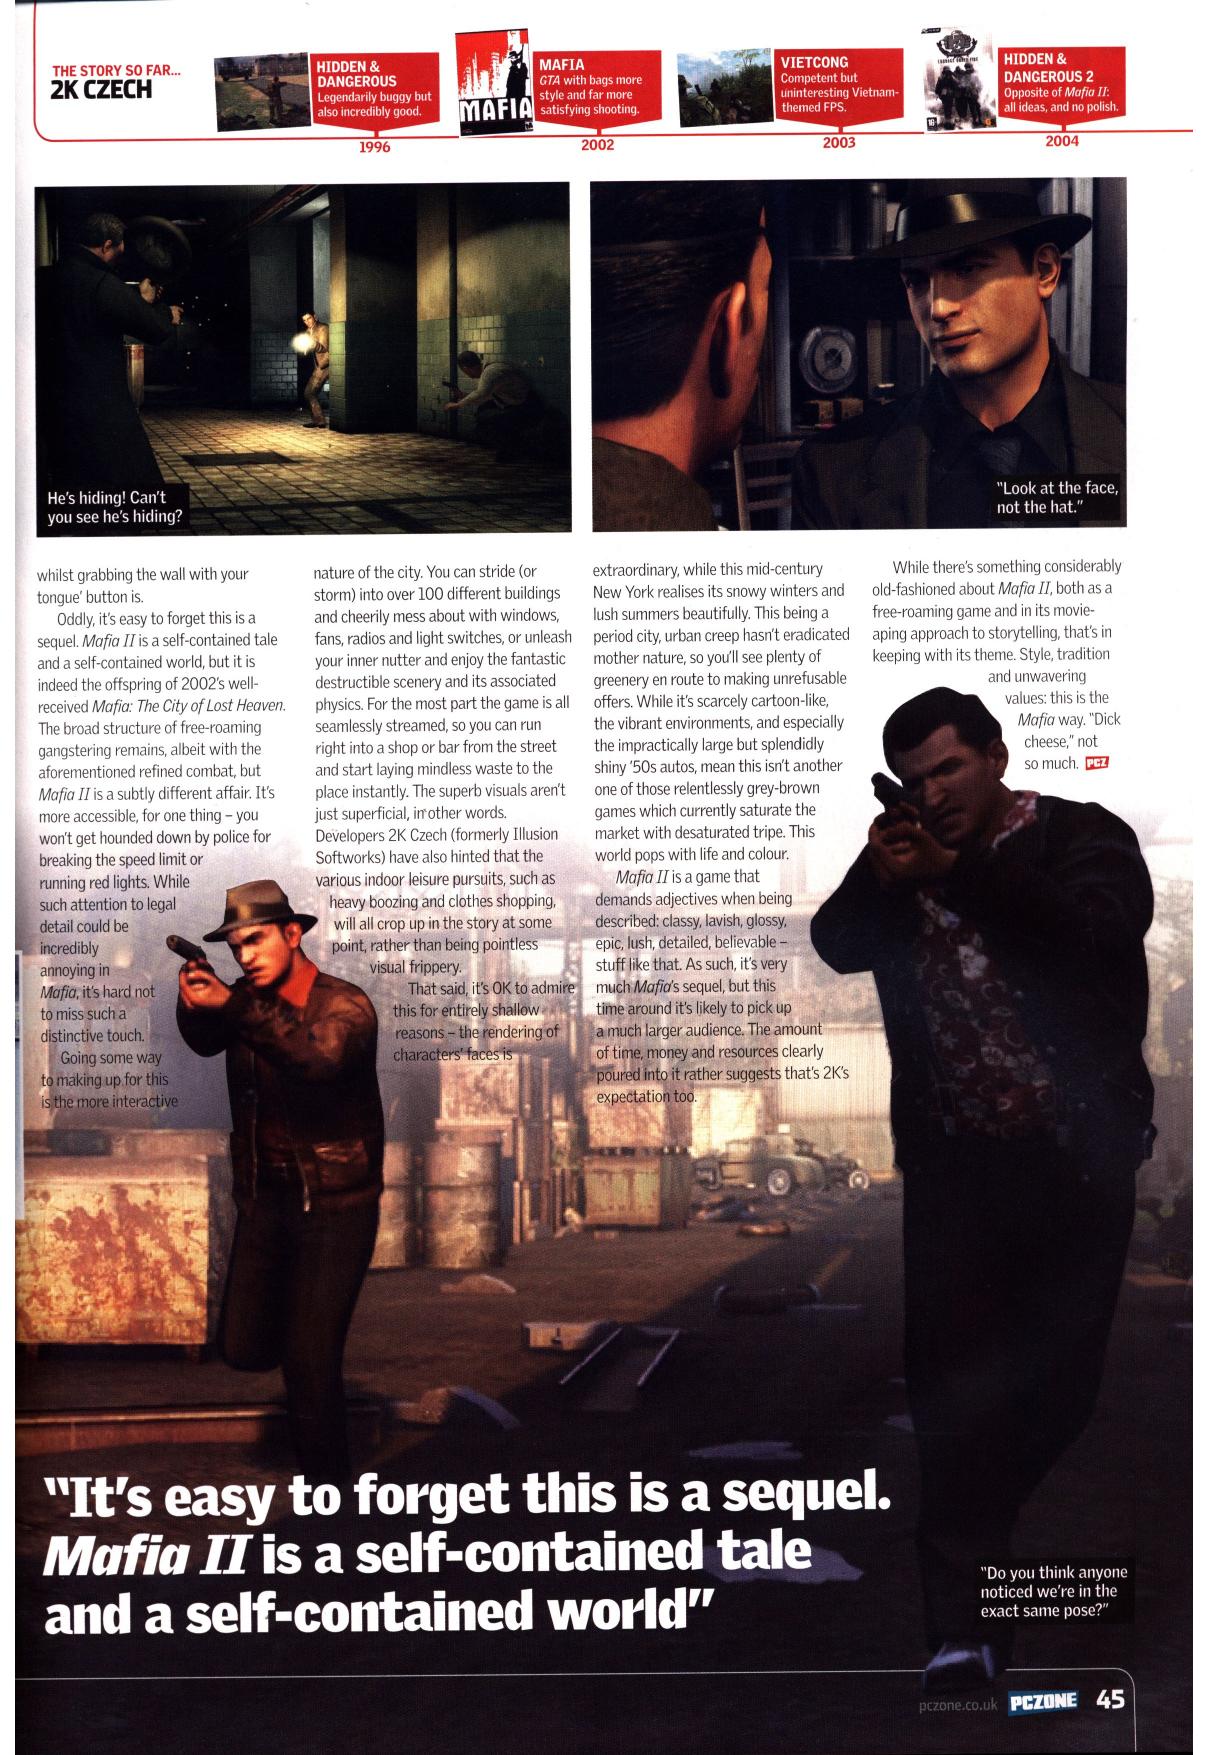 THE STORY SO FAR...
2K CZECH
HIDDEN &
DANGEROUS
Legendarily buggy but
also incredibly good.
1996
MAFIA
MAFIA
GTA with bags more
style and far more
satisfying shooting.
2002
VIETCONG
Competent but
uninteresting Vietnam-
themed FPS.
2003
HIDDEN &
DANGEROUS 2
Opposite of Mafia II:
all ideas, and no polish.
2004
He's hiding! Can't
you see he's hiding?
"Look at the face,
not the hat."
whilst grabbing the wall with your
tongue' button is.
Oddly, it's easy to forget this is a
sequel. Mafia II is a self-contained tale
and a self-contained world, but it is
indeed the offspring of 2002's well-
received Mafia: The City of Lost Heaven.
The broad structure of free-roaming
gangstering remains, albeit with the
aforementioned refined combat, but
Mafia II is a subtly different affair. It's
more accessible, for one thing – you
won't get hounded down by police for
breaking the speed limit or
running red lights. While
such attention to legal
detail could be
incredibly
annoying in
Mafia, it's hard not
to miss such a
distinctive touch.
Going some way
to making up for this
is the more interactive
nature of the city. You can stride (or
storm) into over 100 different buildings
and cheerily mess about with windows,
fans, radios and light switches, or unleash
your inner nutter and enjoy the fantastic
destructible scenery and its associated
physics. For the most part the game is all
seamlessly streamed, so you can run
right into a shop or bar from the street
and start laying mindless waste to the
place instantly. The superb visuals aren't
just superficial, in other words.
Developers 2K Czech (formerly Illusion
Softworks) have also hinted that the
various indoor leisure pursuits, such as
heavy boozing and clothes shopping,
will all crop up in the story at some
point, rather than being pointless
visual frippery.
That said, it's OK to admire
this for entirely shallow
reasons – the rendering of
characters' faces is
extraordinary, while this mid-century
New York realises its snowy winters and
lush summers beautifully. This being a
period city, urban creep hasn't eradicated
mother nature, so you'll see plenty of
greenery en route to making unrefusable
offers. While it's scarcely cartoon-like,
the vibrant environments, and especially
the impractically large but splendidly
shiny '50s autos, mean this isn't another
one of those relentlessly grey-brown
games which currently saturate the
market with desaturated tripe. This
world pops with life and colour.
Mafia II is a game that
demands adjectives when being
described: classy, lavish, glossy,
epic, lush, detailed, believable –
stuff like that. As such, it's very
much Mafia's sequel, but this
time around it's likely to pick up
a much larger audience. The amount
of time, money and resources clearly
poured into it rather suggests that's 2K's
expectation too.
While there's something considerably
old-fashioned about Mafia II, both as a
free-roaming game and in its movie-
aping approach to storytelling, that's in
keeping with its theme. Style, tradition
and unwavering
values: this is the
Mafia way. "Dick
cheese," not
so much. PCZ
"It's easy to forget this is a sequel.
Mafia II is a self-contained tale
and a self-contained world"
"Do you think anyone
noticed we're in the
exact same pose?"
pczone.co.uk PCZONE 45